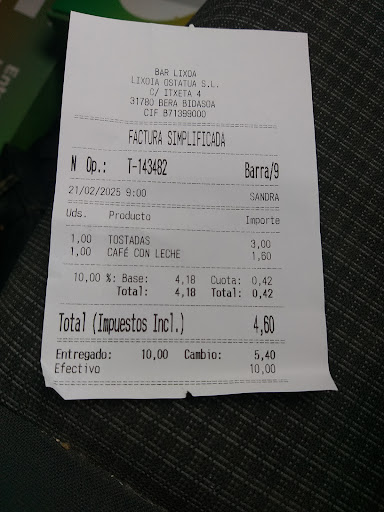 BAR LIXOA
LIXOIA OSTATUA S.L.
C/ ITXETA 4
31780 BERA BIDASOA
CIF B71399000
FACTURA SIMPLIFICADA
N Op.: T-143482 Barra/9
21/02/2025 9:00 SANDRA
Uds. Producto Importe
1,00 TOSTADAS 3,00
1,00 CAFÉ CON LECHE 1,60
10,00 %: Base: 4,18 Cuota: 0,42
Total: 4,18 Total: 0,42
Total (Impuestos Incl.) 4,60
Entregado: 10,00 Cambio: 5,40
Efectivo 10,00